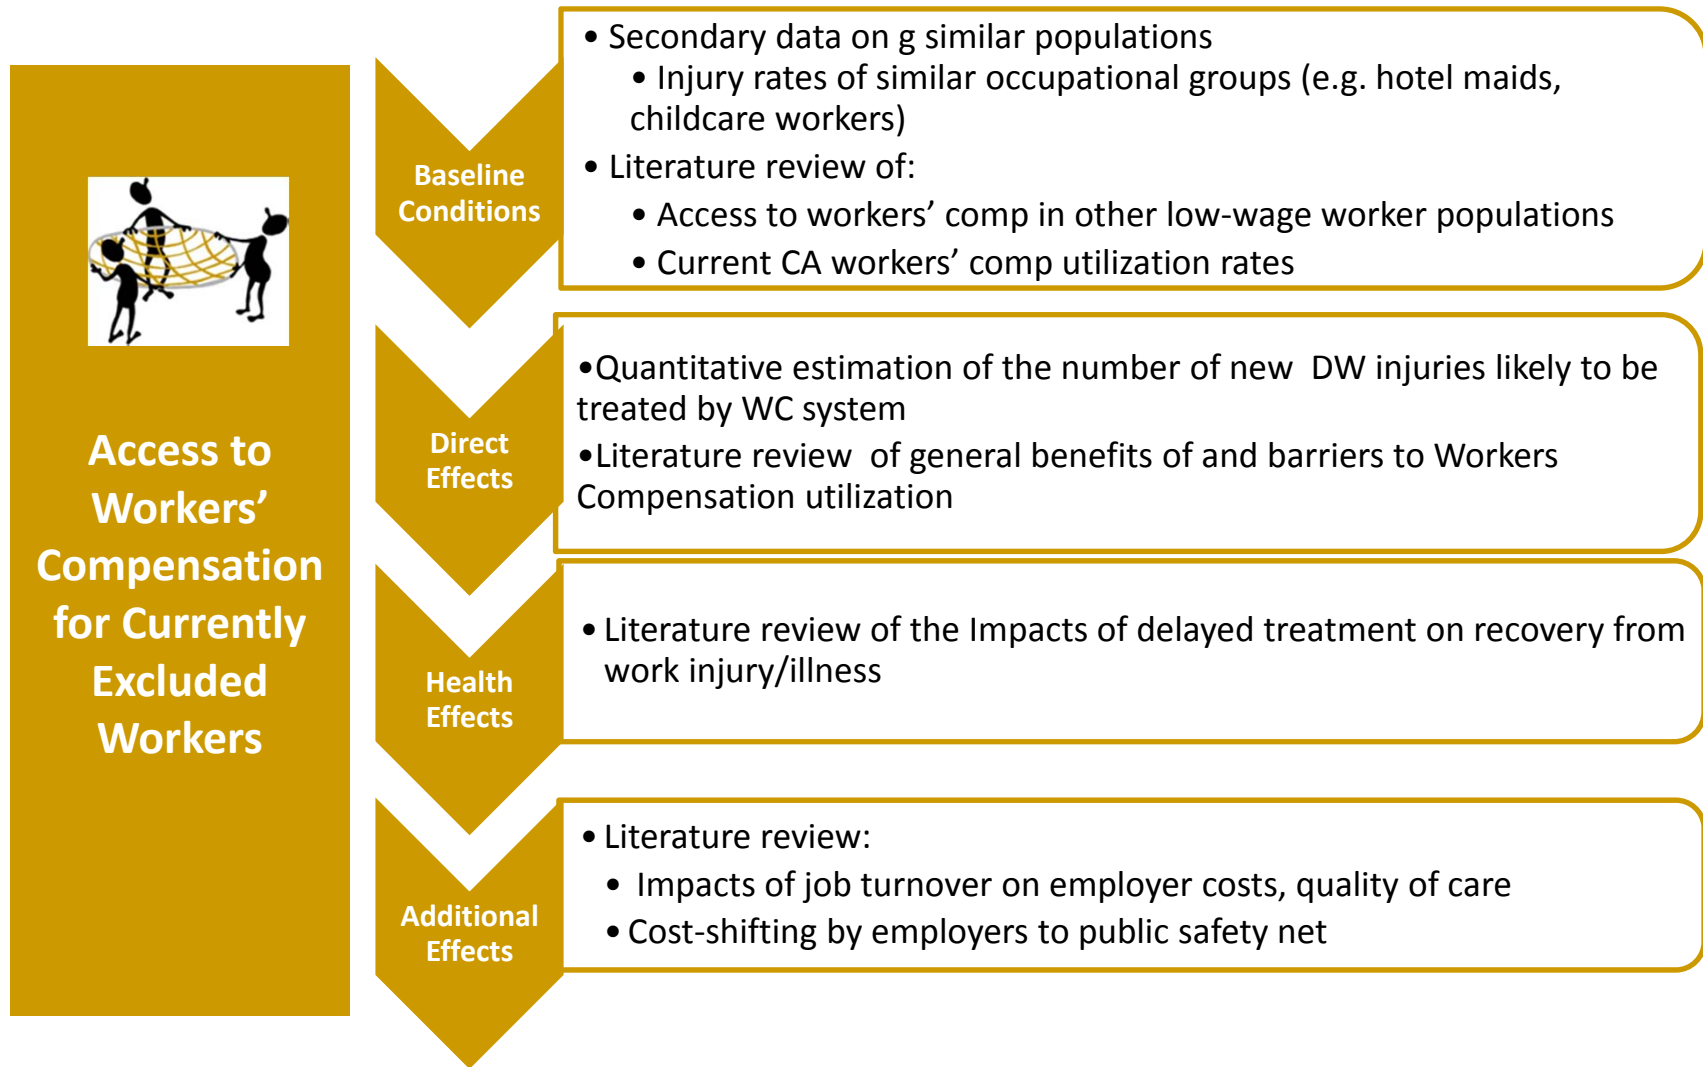 Access to
Workers’
Compensation
for Currently
Excluded
Workers
Baseline
Conditions
• Secondary data on g similar populations
• Injury rates of similar occupational groups (e.g. hotel maids,
childcare workers)
• Literature review of:
• Access to workers’ comp in other low-wage worker populations
• Current CA workers’ comp utilization rates
Direct
Effects
•Quantitative estimation of the number of new  DW injuries likely to be
treated by WC system
•Literature review  of general benefits of and barriers to Workers
Compensation utilization
Health
Effects
• Literature review of the Impacts of delayed treatment on recovery from
work injury/illness
Additional
Effects
• Literature review:
• Impacts of job turnover on employer costs, quality of care
• Cost-shifting by employers to public safety net